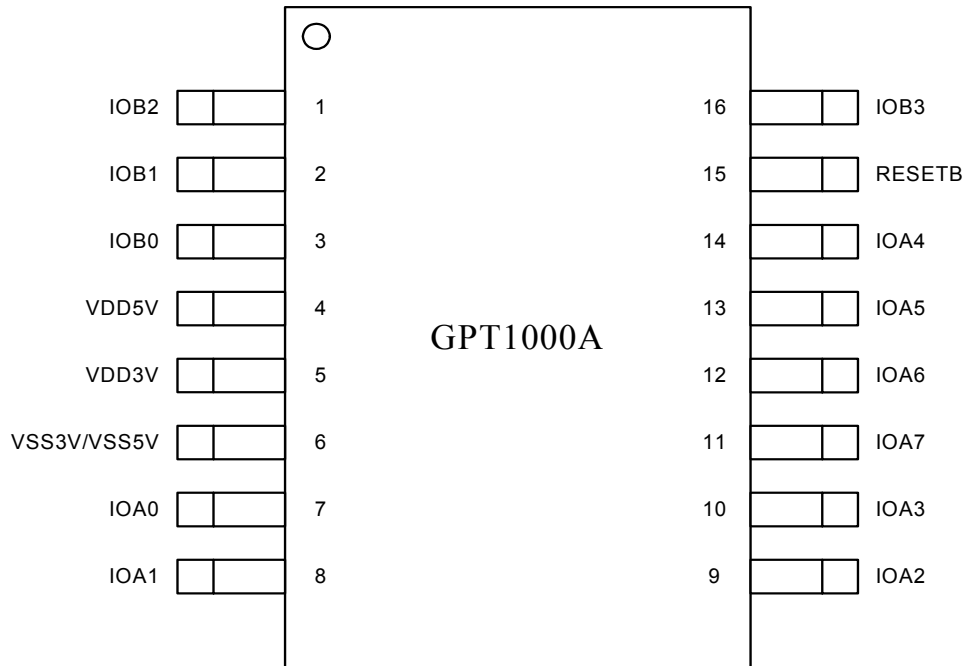 IOB2 1 16 IOB3
IOB1 2 15 RESETB
IOB0 3 14 IOA4
VDD5V 4 13 IOA5
GPT1000A
VDD3V 5 12 IOA6
VSS3V/VSS5V 6 11 IOA7
IOA0 7 10 IOA3
IOA1 8 9 IOA2